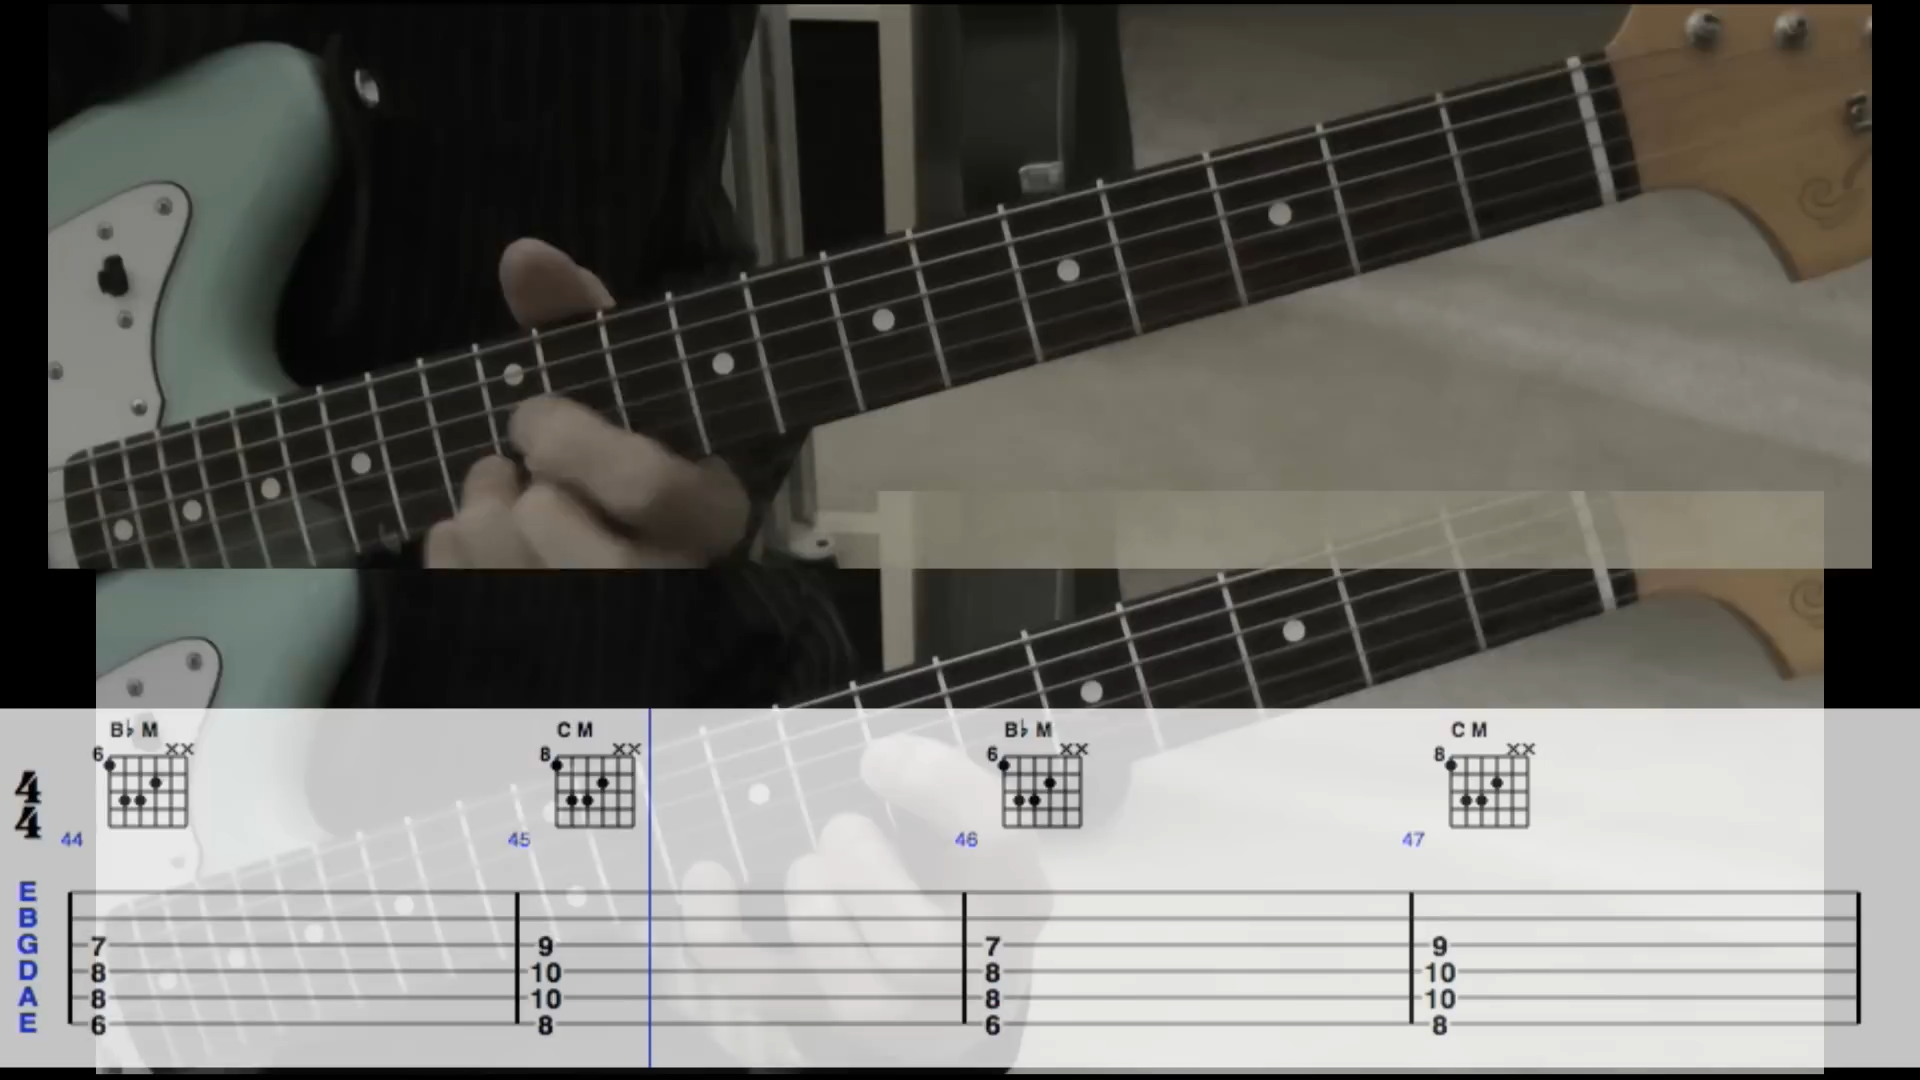 B♭ M C M B♭ M C M
6 ×× 8 ×× 6 ×× 8 ××
4
4
44 45 46 47
E
B
G 7 9 7 9
D 8 10 8 10
A 8 10 8 10
E 6 8 6 8